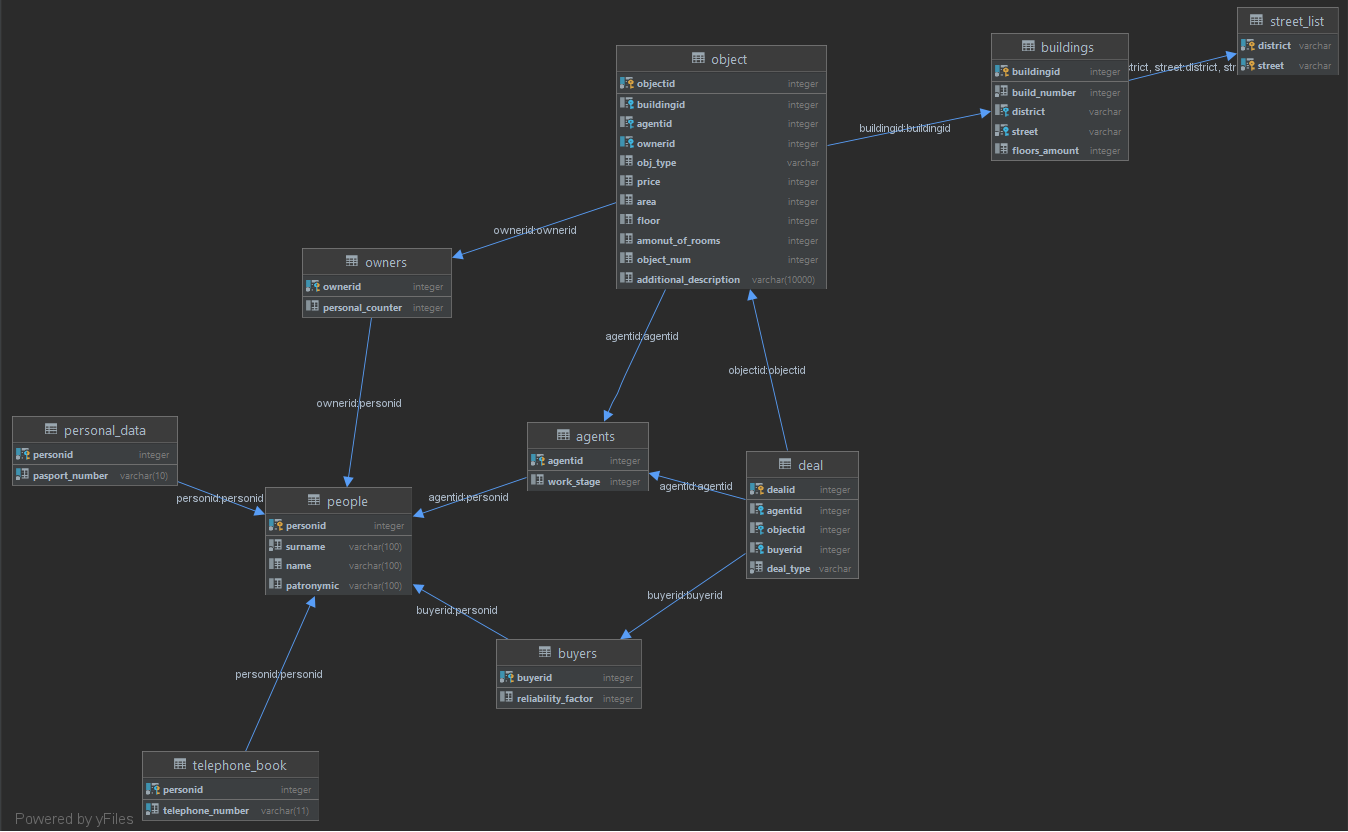 street_list
district varchar
street varchar
buildings
buildingid integer
build_number integer
district varchar
street varchar
floors_amount integer
trict, street:district, str
object
objectid integer
buildingid integer
agentid integer
ownerid integer
obj_type varchar
price integer
area integer
floor integer
amonut_of_rooms integer
object_num integer
additional_description varchar(10000)
buildingid:buildingid
ownerid:ownerid
owners
ownerid integer
personal_counter integer
agentid:agentid
objectid:objectid
ownerid:personid
personal_data
personid integer
pasport_number varchar(10)
agents
agentid integer
work_stage integer
deal
dealid integer
agentid integer
objectid integer
buyerid integer
deal_type varchar
personid:personid
agentid:personid
agentid:agentid
people
personid integer
surname varchar(100)
name varchar(100)
patronymic varchar(100)
buyerid:buyerid
buyerid:personid
buyers
buyerid integer
reliability_factor integer
personid:personid
telephone_book
personid integer
telephone_number varchar(11)
Powered by yFiles